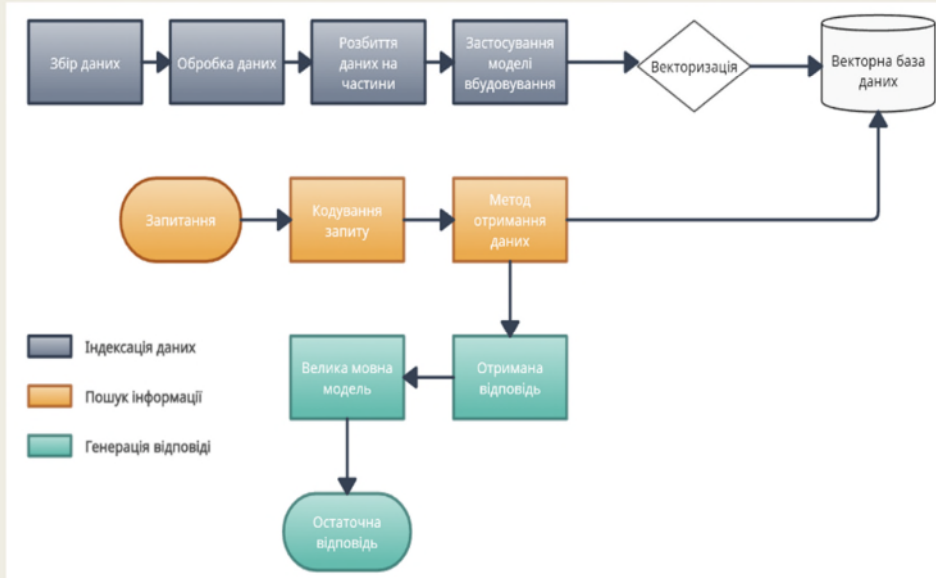 Збір даних
Обробка даних
Розбиття
даних на
частини
Застосування
моделі
вбудовування
Векторизація
Векторна база
даних
Запитання
Кодування
запиту
Метод
отримання
даних
Індексація даних
Пошук інформації
Генерація відповіді
Велика мовна
модель
Отримана
відповідь
Остаточна
відповідь